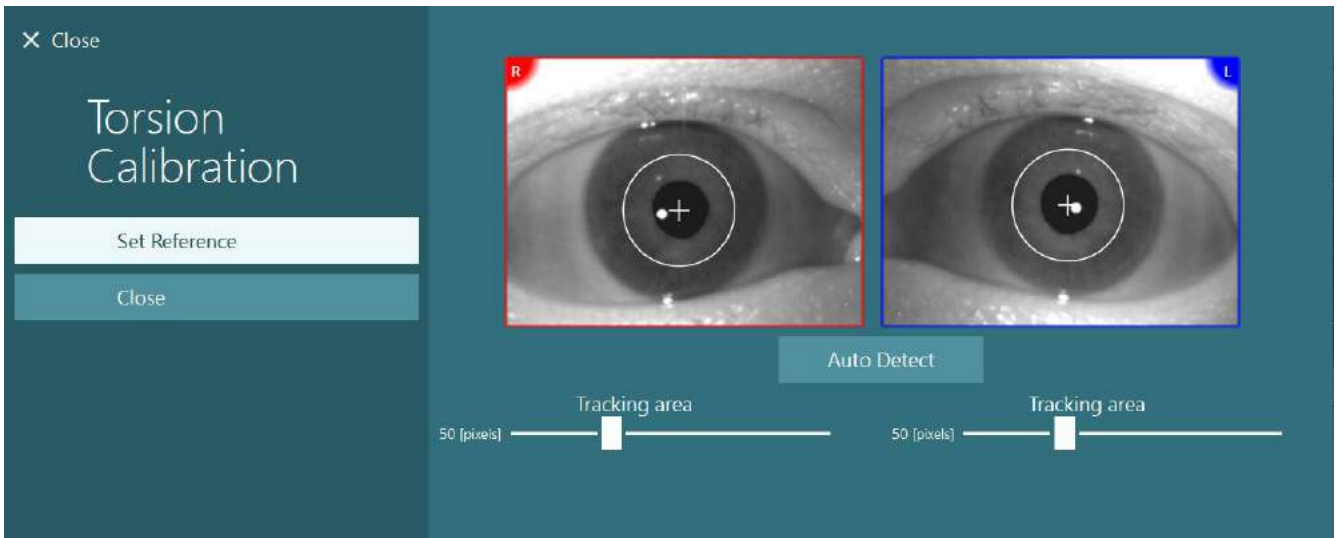 Close
Torsion
Calibration
Set Reference
Close
R
L
Auto Detect
Tracking area
50 [pixels]
Tracking area
50 [pixels]